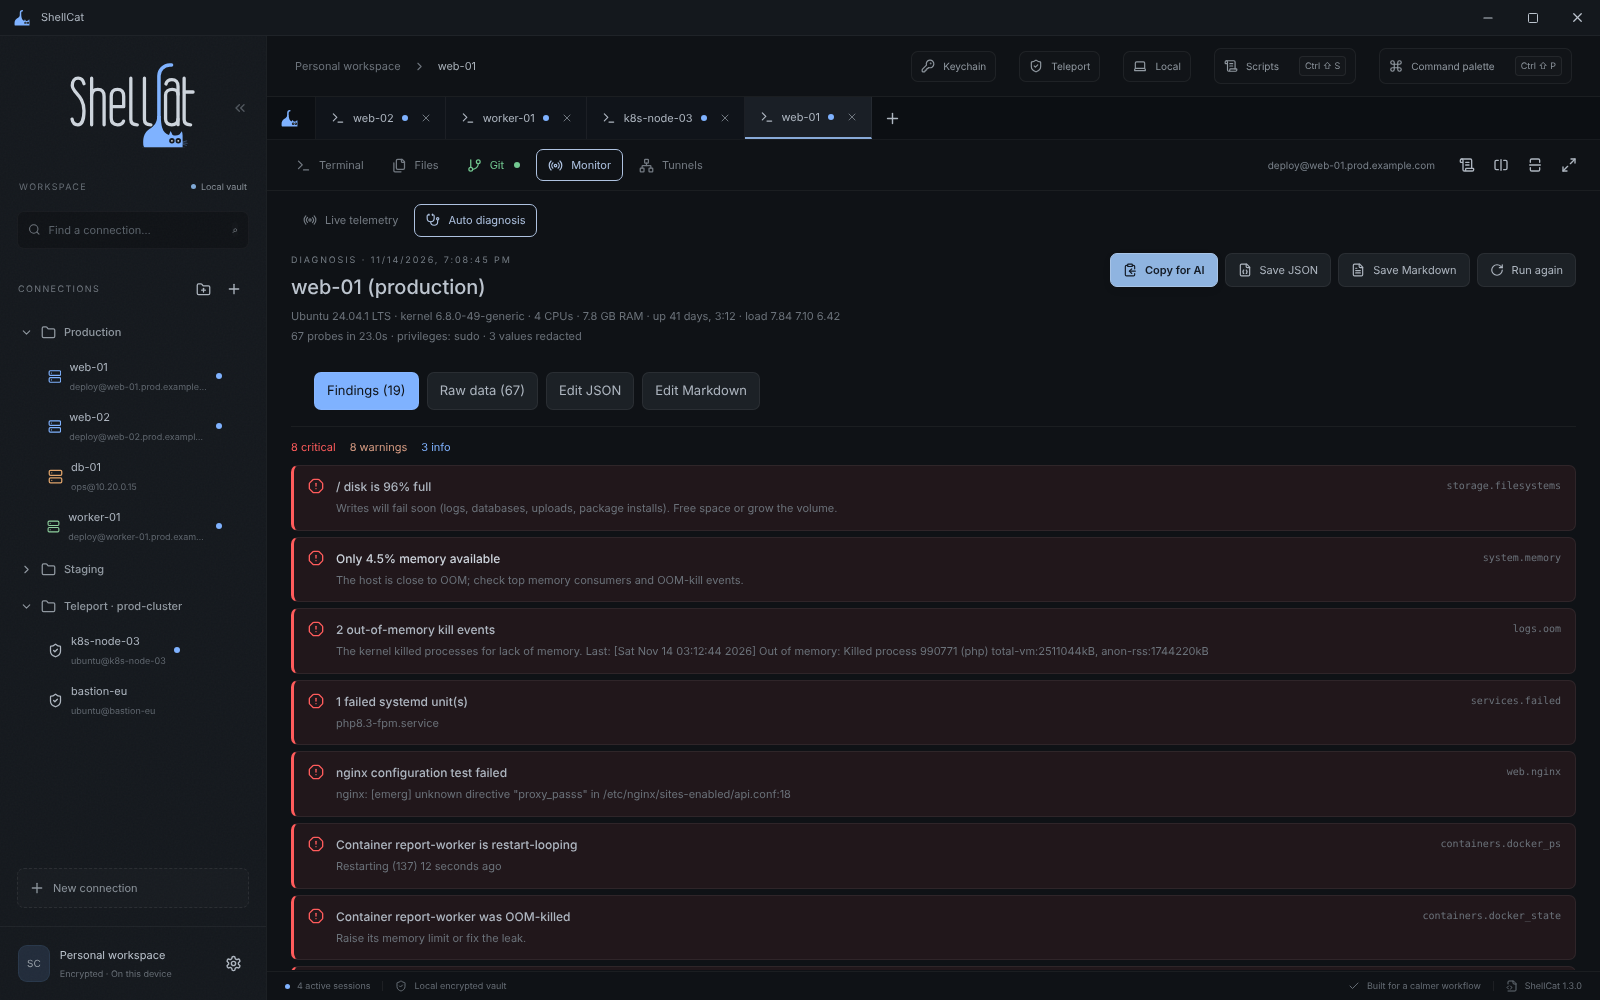 ShellCat
ShellCat
WORKSPACE
Local vault
Find a connection...
CONNECTIONS
Production
web-01
deploy@web-01.prod.example...
web-02
deploy@web-02.prod.exampl...
db-01
ops@10.20.0.15
worker-01
deploy@worker-01.prod.exam...
Staging
Teleport · prod-cluster
k8s-node-03
ubuntu@k8s-node-03
bastion-eu
ubuntu@bastion-eu
New connection
SC
Personal workspace
Encrypted · On this device
Personal workspace > web-01
Keychain
Teleport
Local
Scripts Ctrl ⇧ S
Command palette Ctrl ⇧ P
web-02
worker-01
k8s-node-03
web-01
Terminal
Files
Git
Monitor
Tunnels
deploy@web-01.prod.example.com
Live telemetry
Auto diagnosis
DIAGNOSIS · 11/14/2026, 7:08:45 PM
web-01 (production)
Copy for AI
Save JSON
Save Markdown
Run again
Ubuntu 24.04.1 LTS · kernel 6.8.0-49-generic · 4 CPUs · 7.8 GB RAM · up 41 days, 3:12 · load 7.84 7.10 6.42
67 probes in 23.0s · privileges: sudo · 3 values redacted
Findings (19)
Raw data (67)
Edit JSON
Edit Markdown
8 critical 8 warnings 3 info
/ disk is 96% full
storage.filesystems
Writes will fail soon (logs, databases, uploads, package installs). Free space or grow the volume.
Only 4.5% memory available
system.memory
The host is close to OOM; check top memory consumers and OOM-kill events.
2 out-of-memory kill events
logs.oom
The kernel killed processes for lack of memory. Last: [Sat Nov 14 03:12:44 2026] Out of memory: Killed process 990771 (php) total-vm:2511044kB, anon-rss:1744220kB
1 failed systemd unit(s)
services.failed
php8.3-fpm.service
nginx configuration test failed
web.nginx
nginx: [emerg] unknown directive "proxy_passs" in /etc/nginx/sites-enabled/api.conf:18
Container report-worker is restart-looping
containers.docker_ps
Restarting (137) 12 seconds ago
Container report-worker was OOM-killed
containers.docker_state
Raise its memory limit or fix the leak.
4 active sessions
Local encrypted vault
Built for a calmer workflow
ShellCat 1.3.0